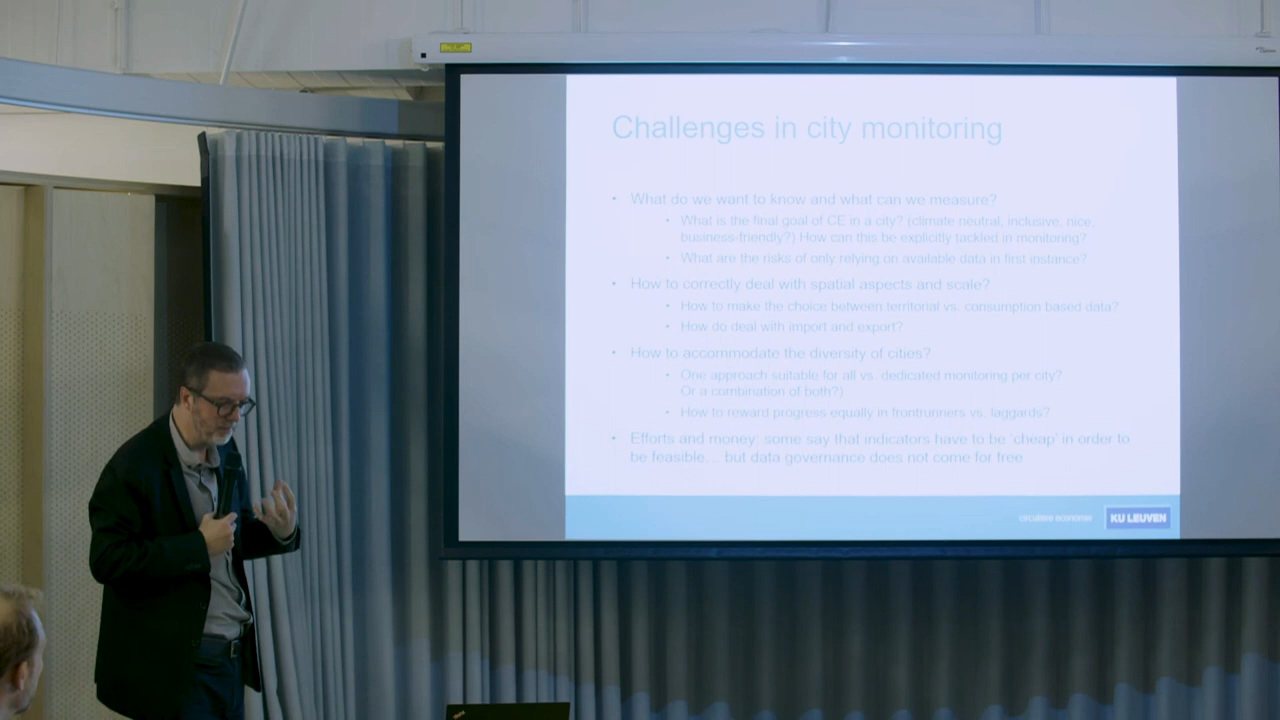 Challenges in city monitoring
• What do we want to know and what can we measure?
• What is the final goal of CE in a city? (climate neutral, inclusive, nice,
business-friendly?) How can this be explicitly tackled in monitoring?
• What are the risks of only relying on available data in first instance?
• How to correctly deal with spatial aspects and scale?
• How to make the choice between territorial vs. consumption based data?
• How do deal with import and export?
• How to accommodate the diversity of cities?
• One approach suitable for all vs. dedicated monitoring per city?
Or a combination of both?)
• How to reward progress equally in frontrunners vs. laggards?
• Efforts and money: some say that indicators have to be 'cheap' in order to
be feasible... but data governance does not come for free
KU LEUVEN